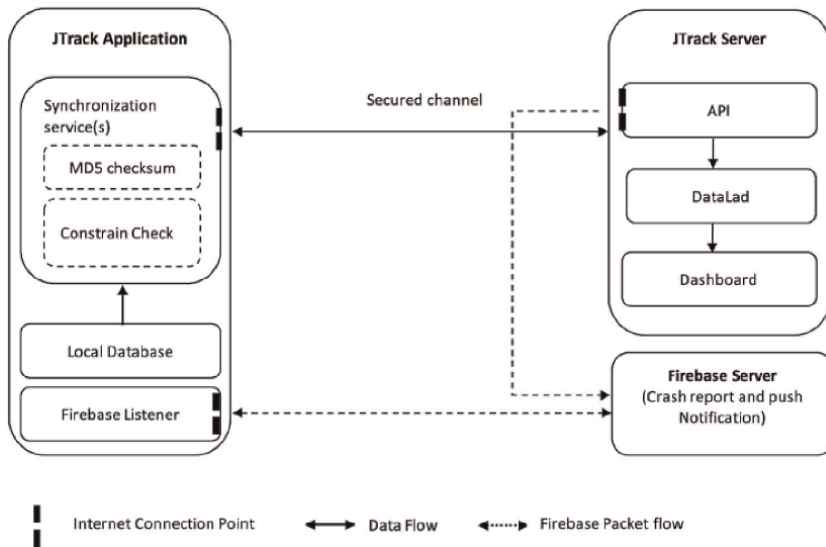 JTrack Application
Synchronization
service(s)
MD5 checksum
Constrain Check
Local Database
Firebase Listener
Secured channel
JTrack Server
API
DataLad
Dashboard
Firebase Server
(Crash report and push
Notification)
Internet Connection Point
Data Flow
Firebase Packet flow